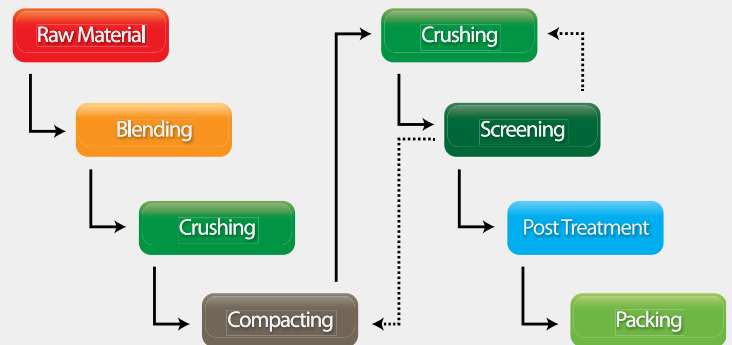 Raw Material
Blending
Crushing
Compacting
Crushing
Screening
Post Treatment
Packing